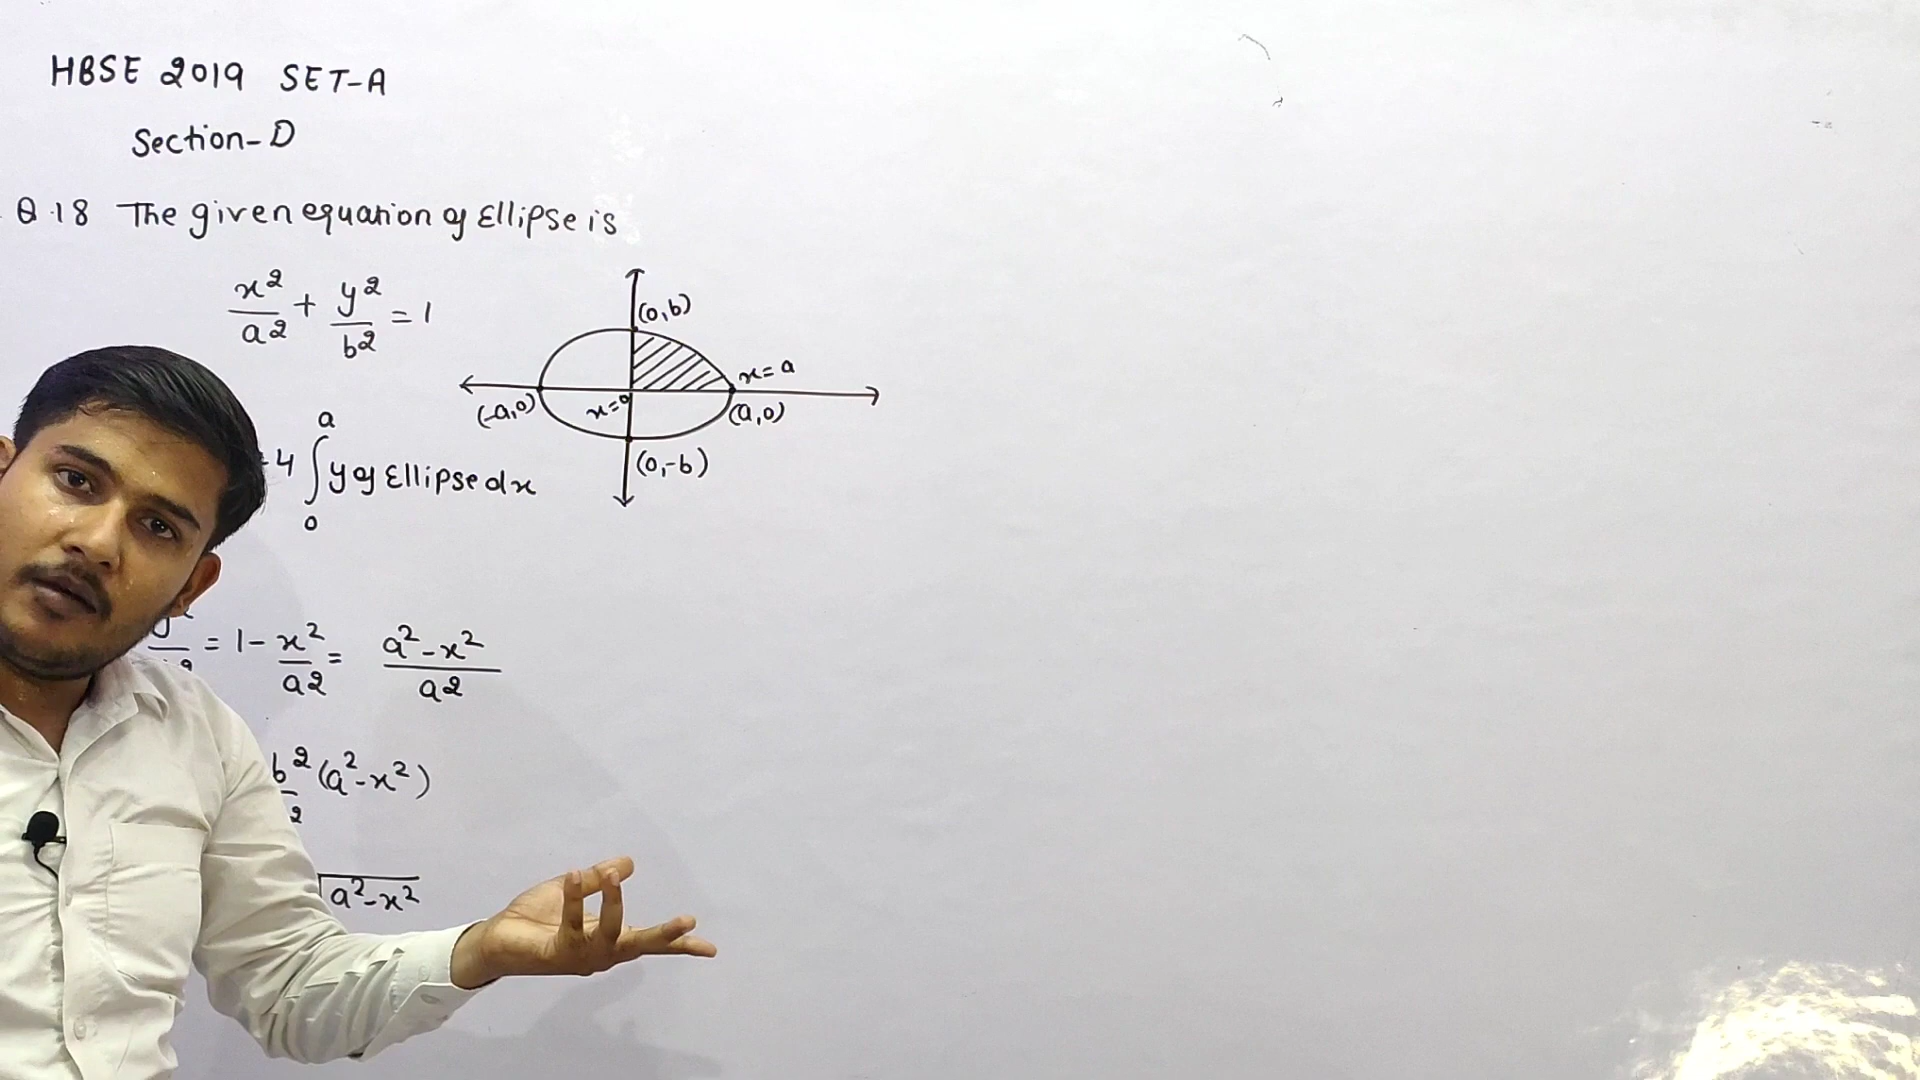 HBSE 2019 SET-A
Section-D
Q.18 The given equation of Ellipse is
x²/a² + y²/b² = 1
(0,b)
x=a
(-a,0) x=0 (a,0)
(0,-b)
4 ∫₀ᵃ y of Ellipse dx
= 1 - x²/a² = a²-x²/a²
b²(a²-x²)
√a²-x²